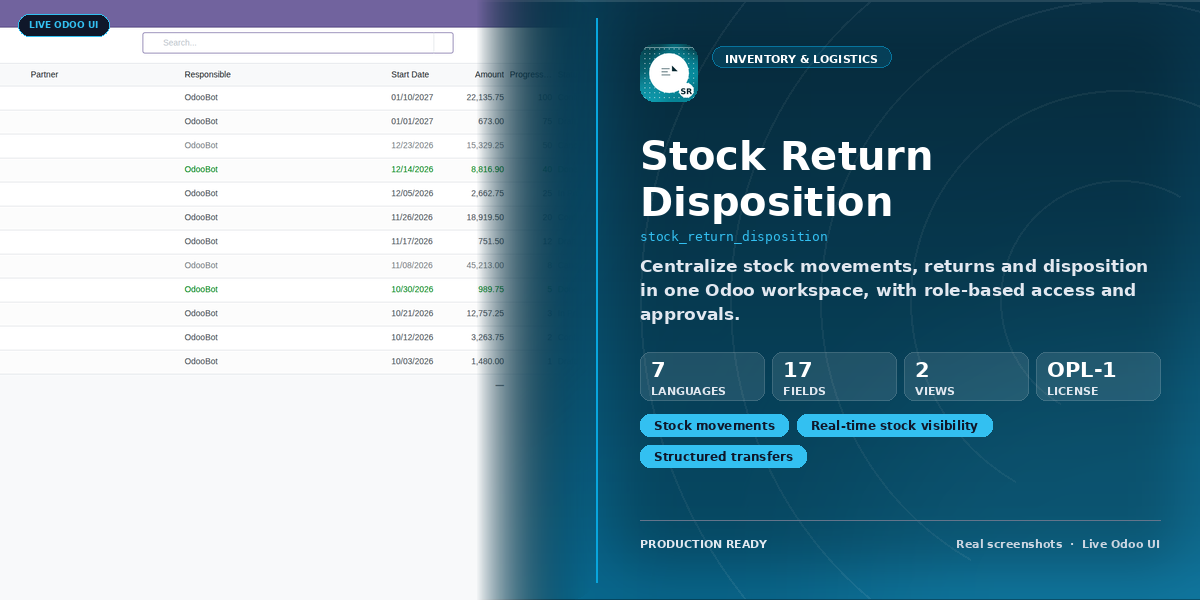 LIVE ODOO UI
Search...
Partner Responsible Start Date Amount Progress...
OdooBot 01/10/2027 22,135.75 100
OdooBot 01/01/2027 673.00
OdooBot 12/23/2026 15,329.25
OdooBot 12/14/2026 8,816.90
OdooBot 12/05/2026 2,662.75
OdooBot 11/26/2026 18,919.50
OdooBot 11/17/2026 751.50
OdooBot 11/08/2026 45,213.00
OdooBot 10/30/2026 989.75
OdooBot 10/21/2026 12,757.25
OdooBot 10/12/2026 3,263.75
OdooBot 10/03/2026 1,480.00
—
SR
INVENTORY & LOGISTICS
Stock Return
Disposition
stock_return_disposition
Centralize stock movements, returns and disposition
in one Odoo workspace, with role-based access and
approvals.
7
LANGUAGES
17
FIELDS
2
VIEWS
OPL-1
LICENSE
Stock movements
Real-time stock visibility
Structured transfers
PRODUCTION READY
Real screenshots · Live Odoo UI